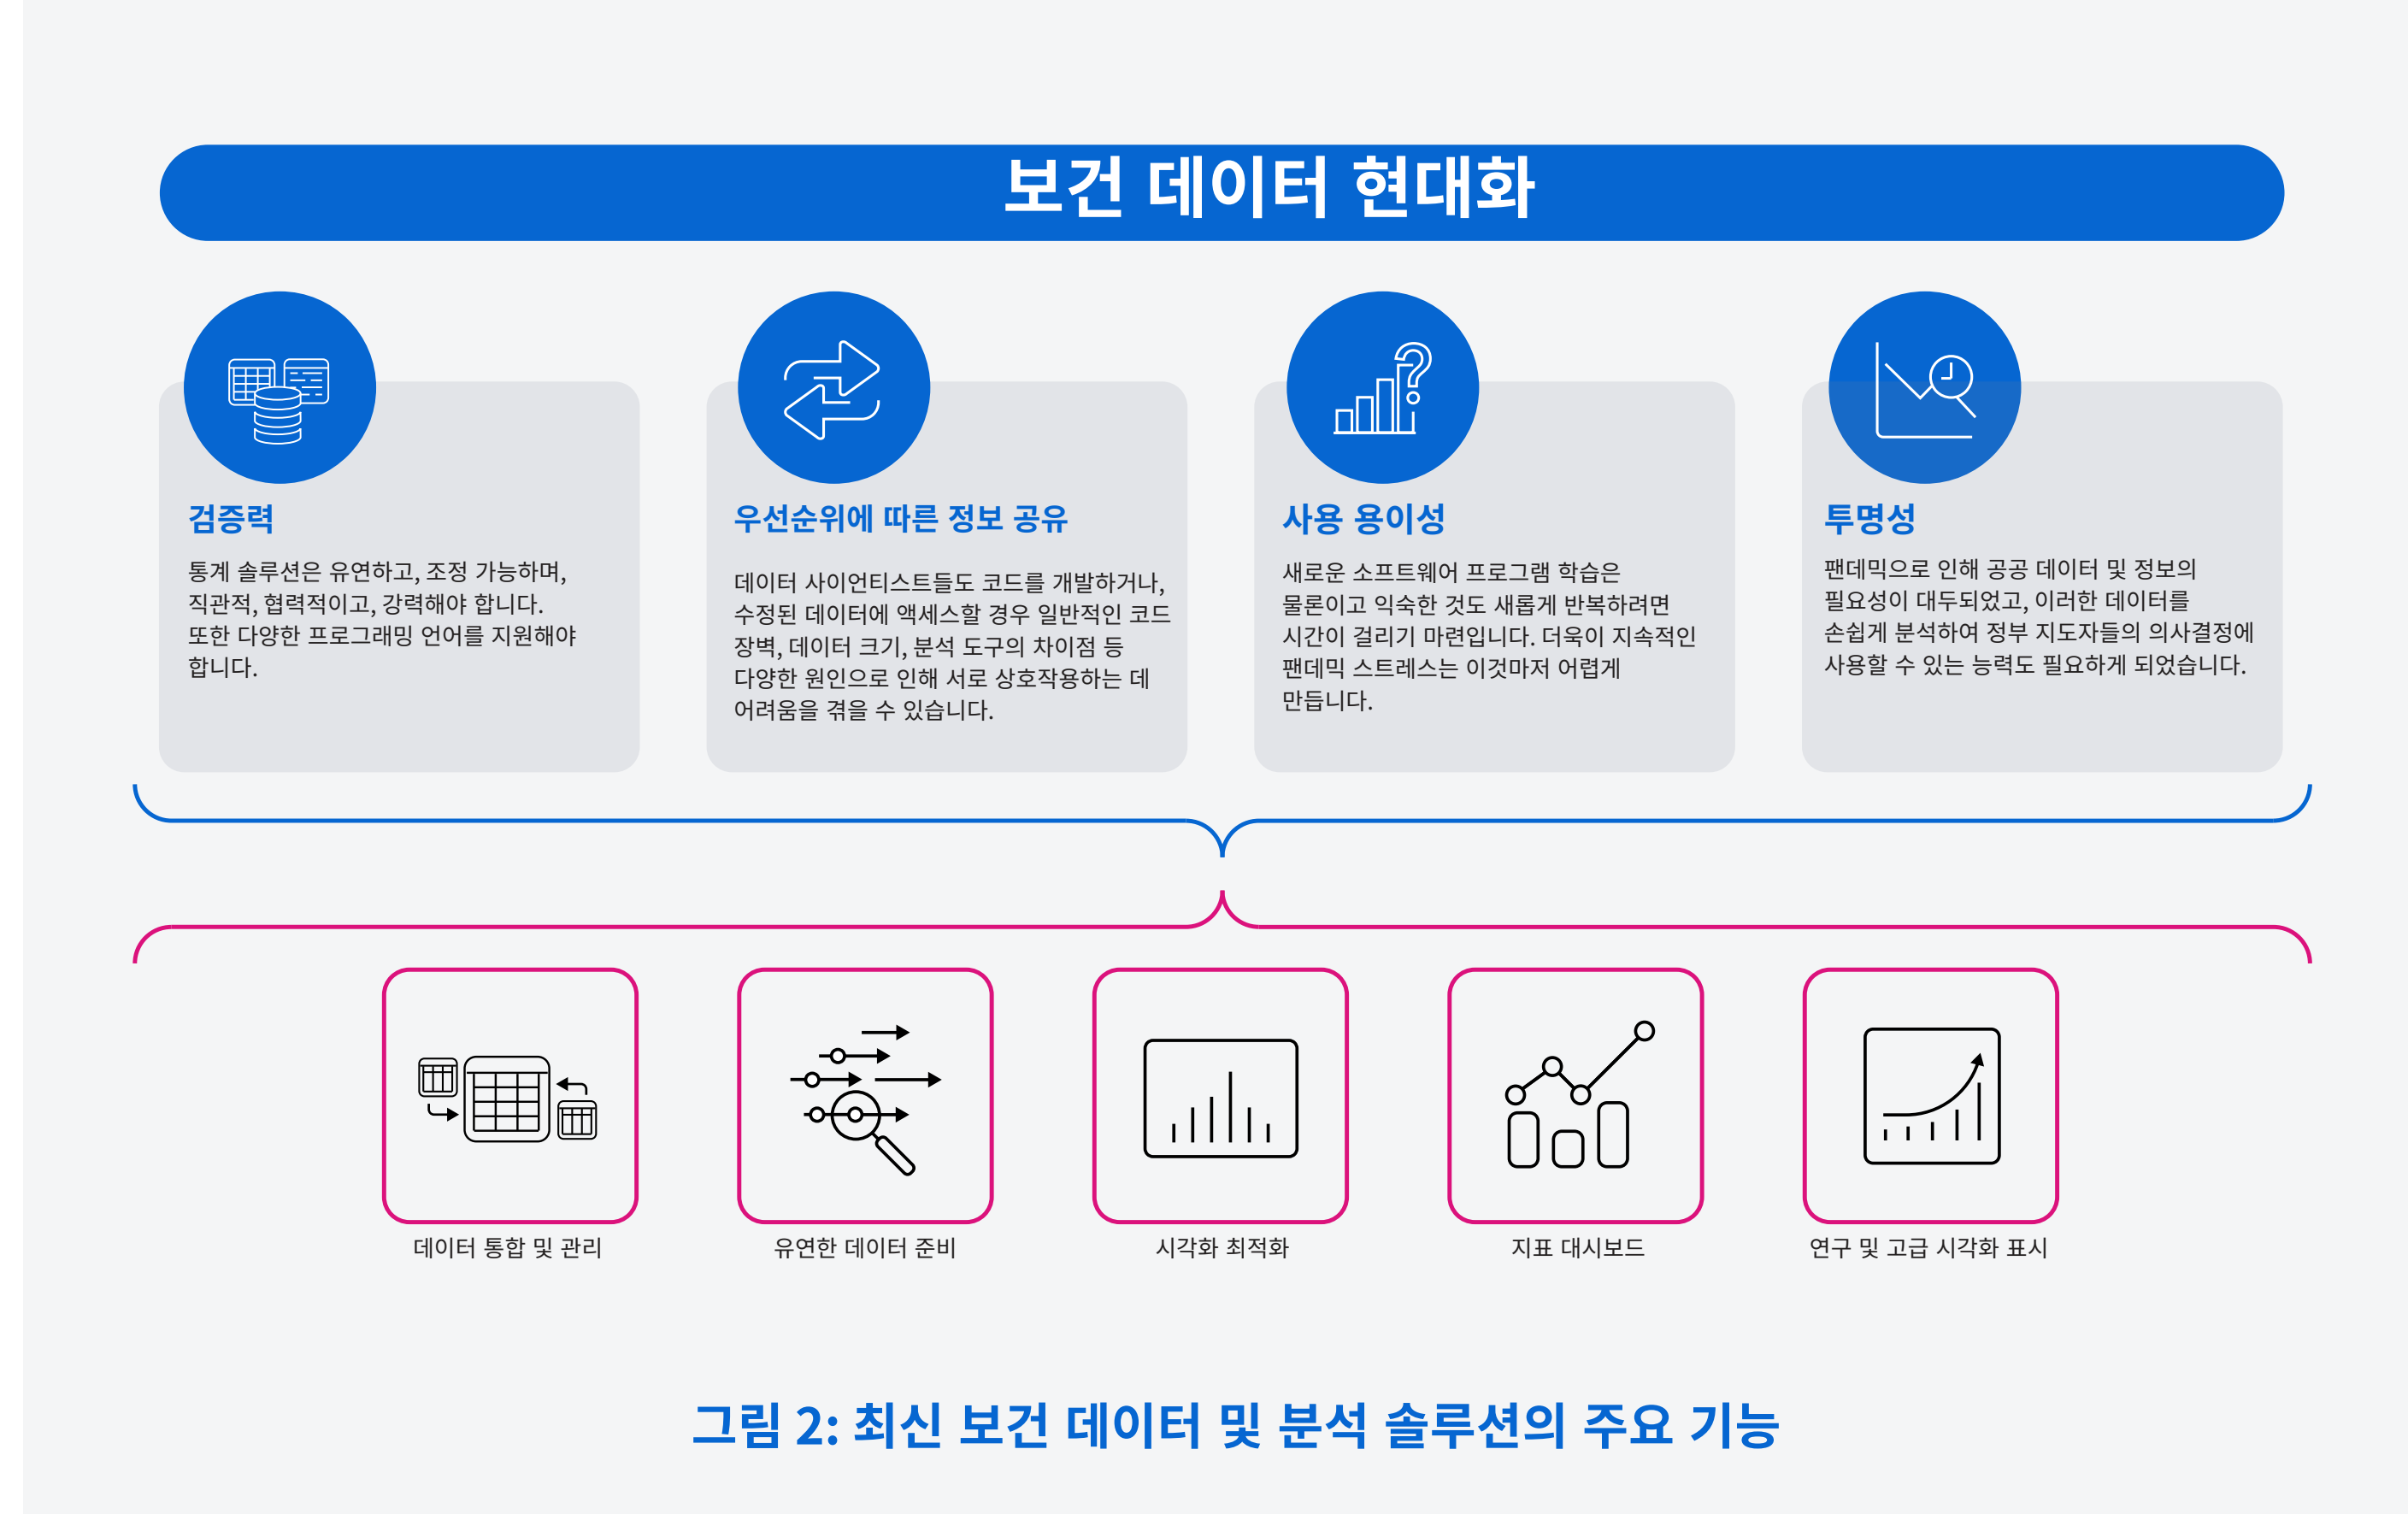 보건 데이터 현대화
검증력
통계 솔루션은 유연하고, 조정 가능하며,
직관적, 협력적이고, 강력해야 합니다.
또한 다양한 프로그래밍 언어를 지원해야
합니다.
우선순위에 따른 정보 공유
데이터 사이언티스트들도 코드를 개발하거나,
수정된 데이터에 액세스할 경우 일반적인 코드
장벽, 데이터 크기, 분석 도구의 차이점 등
다양한 원인으로 인해 서로 상호작용하는 데
어려움을 겪을 수 있습니다.
사용 용이성
새로운 소프트웨어 프로그램 학습은
물론이고 익숙한 것도 새롭게 반복하려면
시간이 걸리기 마련입니다. 더욱이 지속적인
팬데믹 스트레스는 이것마저 어렵게
만듭니다.
투명성
팬데믹으로 인해 공공 데이터 및 정보의
필요성이 대두되었고, 이러한 데이터를
손쉽게 분석하여 정부 지도자들의 의사결정에
사용할 수 있는 능력도 필요하게 되었습니다.
데이터 통합 및 관리
유연한 데이터 준비
시각화 최적화
지표 대시보드
연구 및 고급 시각화 표시
그림 2: 최신 보건 데이터 및 분석 솔루션의 주요 기능